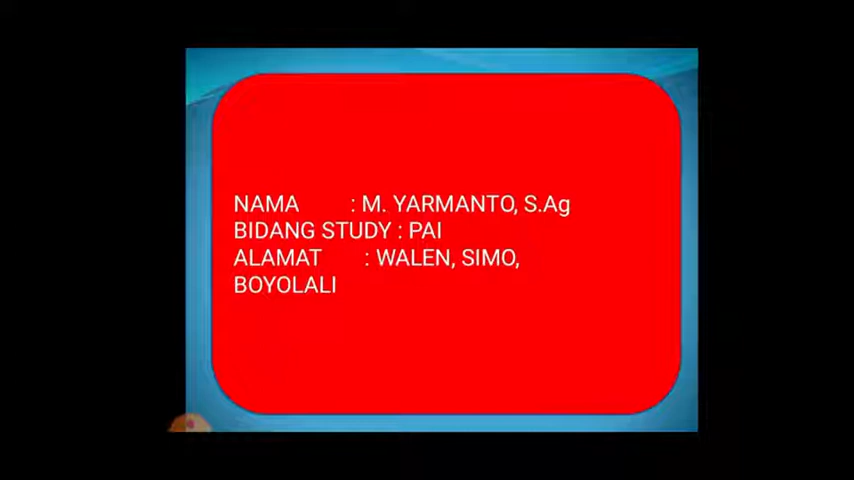 NAMA : M. YARMANTO, S.Ag
BIDANG STUDY : PAI
ALAMAT : WALEN, SIMO,
BOYOLALI